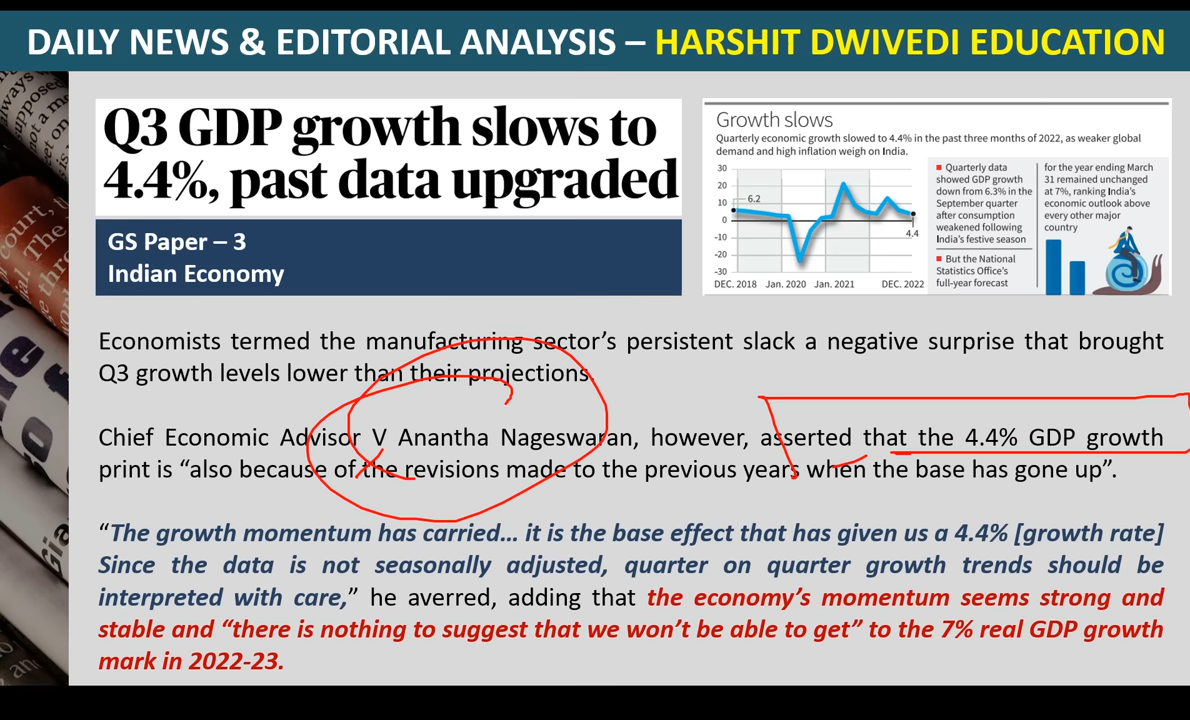 DAILY NEWS & EDITORIAL ANALYSIS – HARSHIT DWIVEDI EDUCATION
Q3 GDP growth slows to
4.4%, past data upgraded
GS Paper – 3
Indian Economy
Growth slows
Quarterly economic growth slowed to 4.4% in the past three months of 2022, as weaker global
demand and high inflation weigh on India.
30
20
10
0
-10
-20
-30
6.2
4.4
DEC. 2018 Jan. 2020 Jan. 2021 DEC. 2022
Quarterly data
showed GDP growth
down from 6.3% in the
September quarter
after consumption
weakened following
India's festive season
But the National
Statistics Office's
full-year forecast
for the year ending March
31 remained unchanged
at 7%, ranking India's
economic outlook above
every other major
country
Economists termed the manufacturing sector's persistent slack a negative surprise that brought
Q3 growth levels lower than their projections.
Chief Economic Advisor V Anantha Nageswaran, however, asserted that the 4.4% GDP growth
print is “also because of the revisions made to the previous years when the base has gone up”.
“The growth momentum has carried... it is the base effect that has given us a 4.4% [growth rate]
Since the data is not seasonally adjusted, quarter on quarter growth trends should be
interpreted with care,” he averred, adding that the economy's momentum seems strong and
stable and “there is nothing to suggest that we won't be able to get” to the 7% real GDP growth
mark in 2022-23.